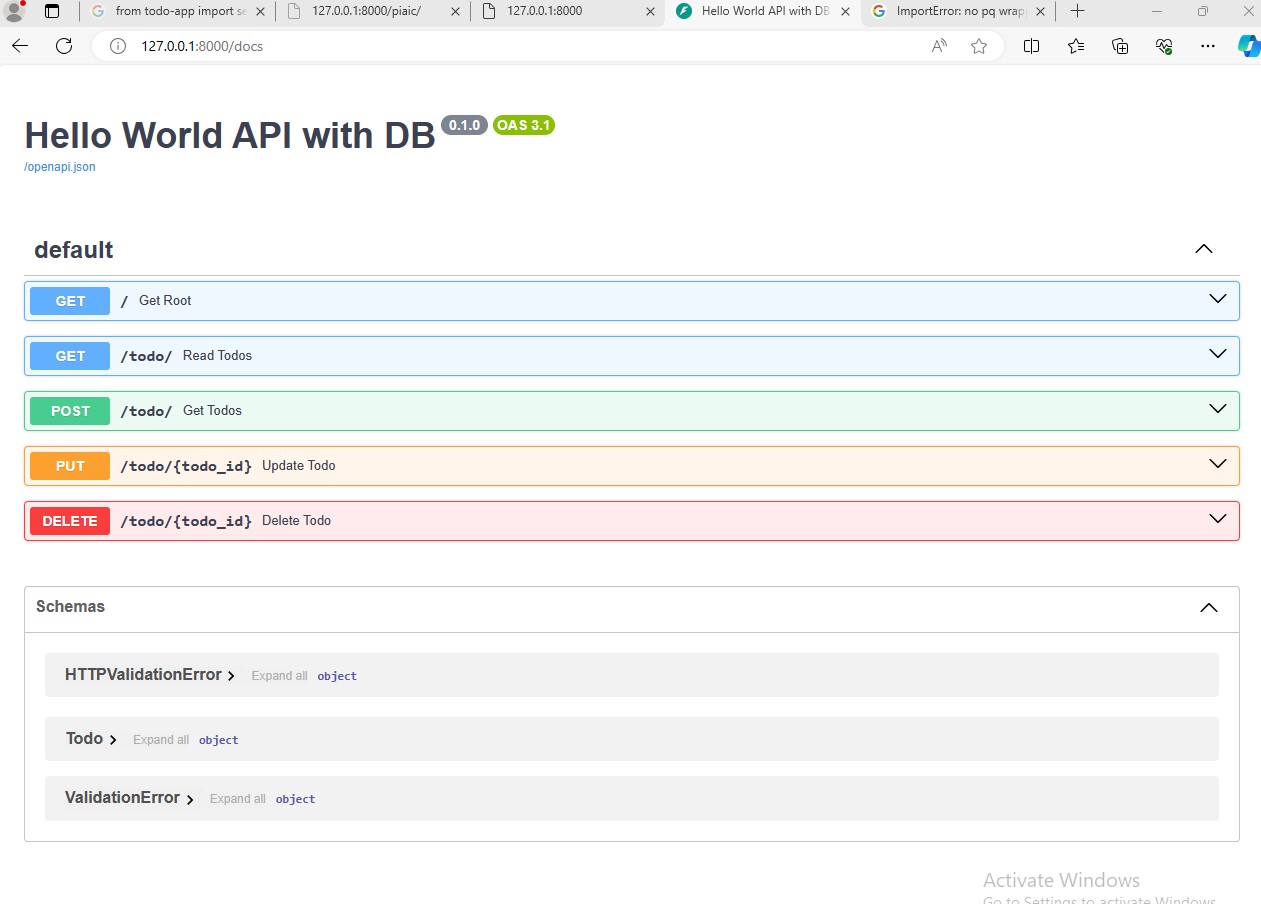 from todo-app import se
127.0.0.1:8000/piaic/
127.0.0.1:8000
Hello World API with DB
ImportError: no pq wrap
127.0.0.1:8000/docs
Hello World API with DB 0.1.0 OAS 3.1
/openapi.json
default
GET / Get Root
GET /todo/ Read Todos
POST /todo/ Get Todos
PUT /todo/{todo_id} Update Todo
DELETE /todo/{todo_id} Delete Todo
Schemas
HTTPValidationError Expand all object
Todo Expand all object
ValidationError Expand all object
Activate Windows
Go to Settings to activate Windows.